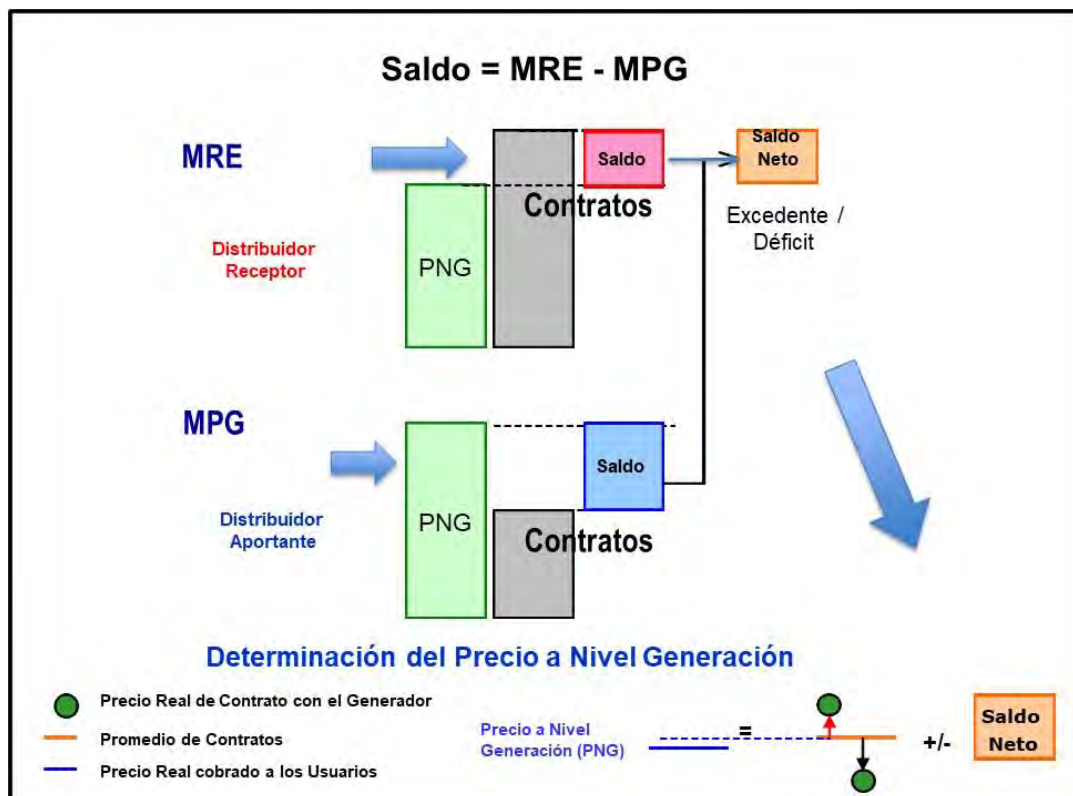 Saldo = MRE - MPG
MRE
Saldo
Saldo
Neto
Contratos
Excedente /
Déficit
Distribuidor
Receptor
PNG
MPG
Saldo
PNG
Distribuidor
Aportante
Contratos
Determinación del Precio a Nivel Generación
Precio Real de Contrato con el Generador
Promedio de Contratos
Precio Real cobrado a los Usuarios
Precio a Nivel
Generación (PNG)
=
+/-
Saldo
Neto